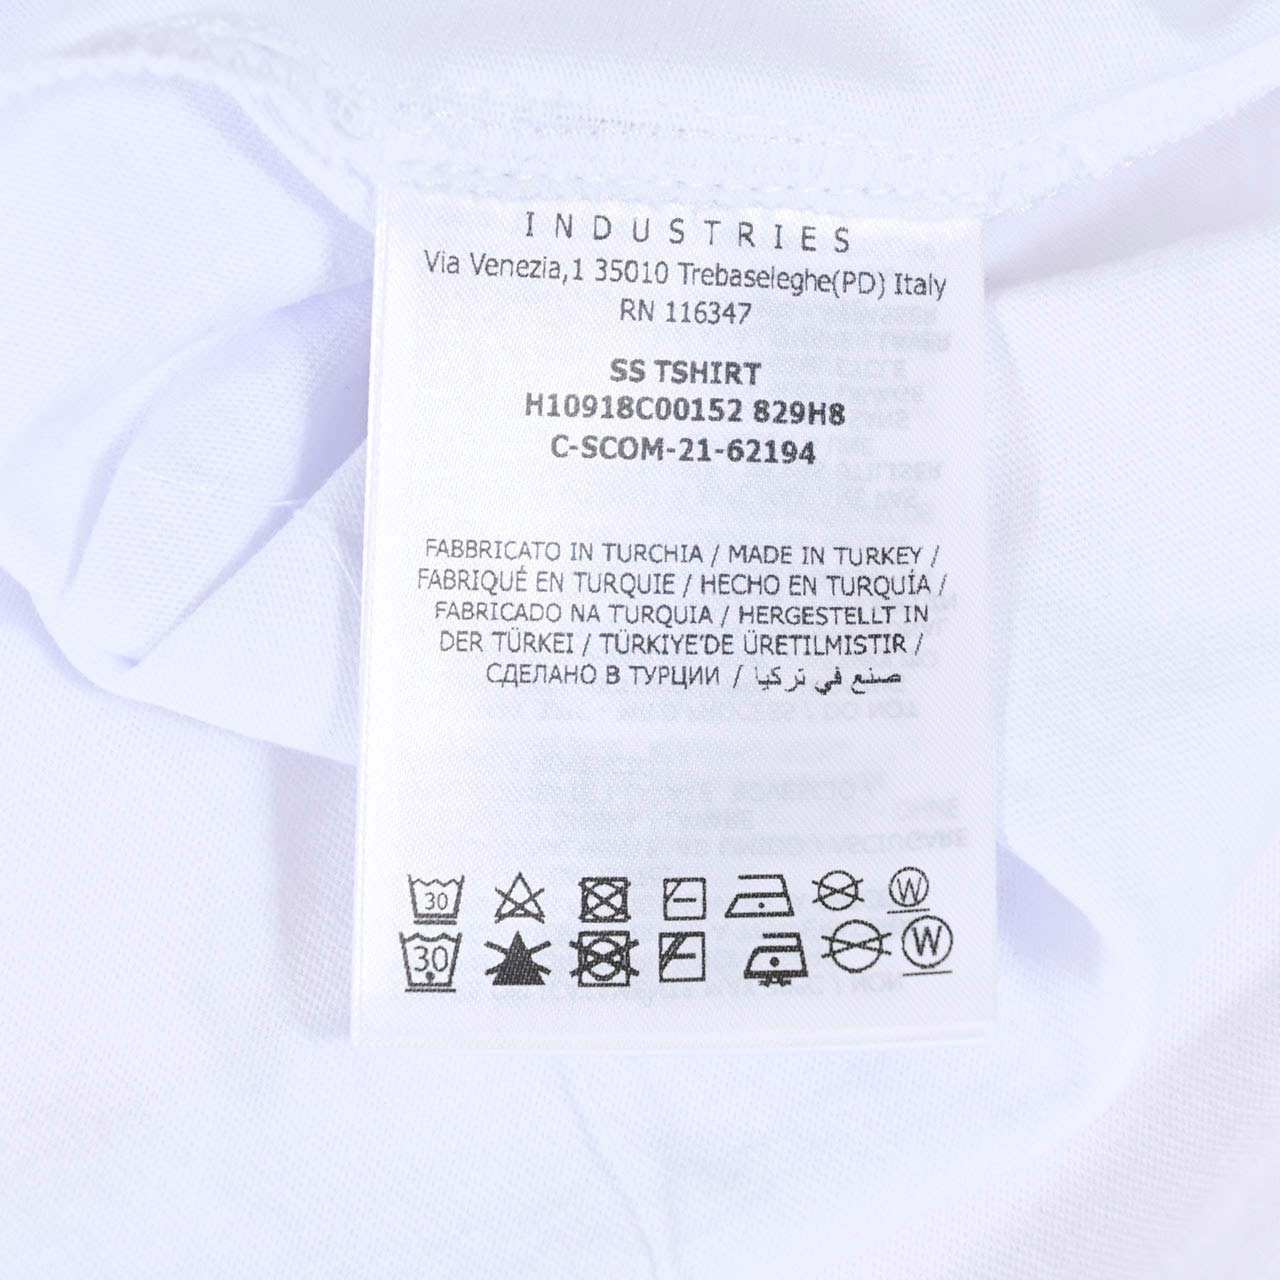 INDUSTRIES
Via Venezia,1 35010 Trebaseleghe(PD) Italy
RN 116347
SS TSHIRT
H10918C00152 829H8
C-SCOM-21-62194
FABBRICATO IN TURCHIA / MADE IN TURKEY /
FABRIQUÉ EN TURQUIE / HECHO EN TURQUÍA /
FABRICADO NA TURQUIA / HERGESTELLT IN
DER TÜRKEI / TÜRKIYE'DE ÜRETILMISTIR /
СДЕЛАНО В ТУРЦИИ / صنع في تركيا
30 W
30 W